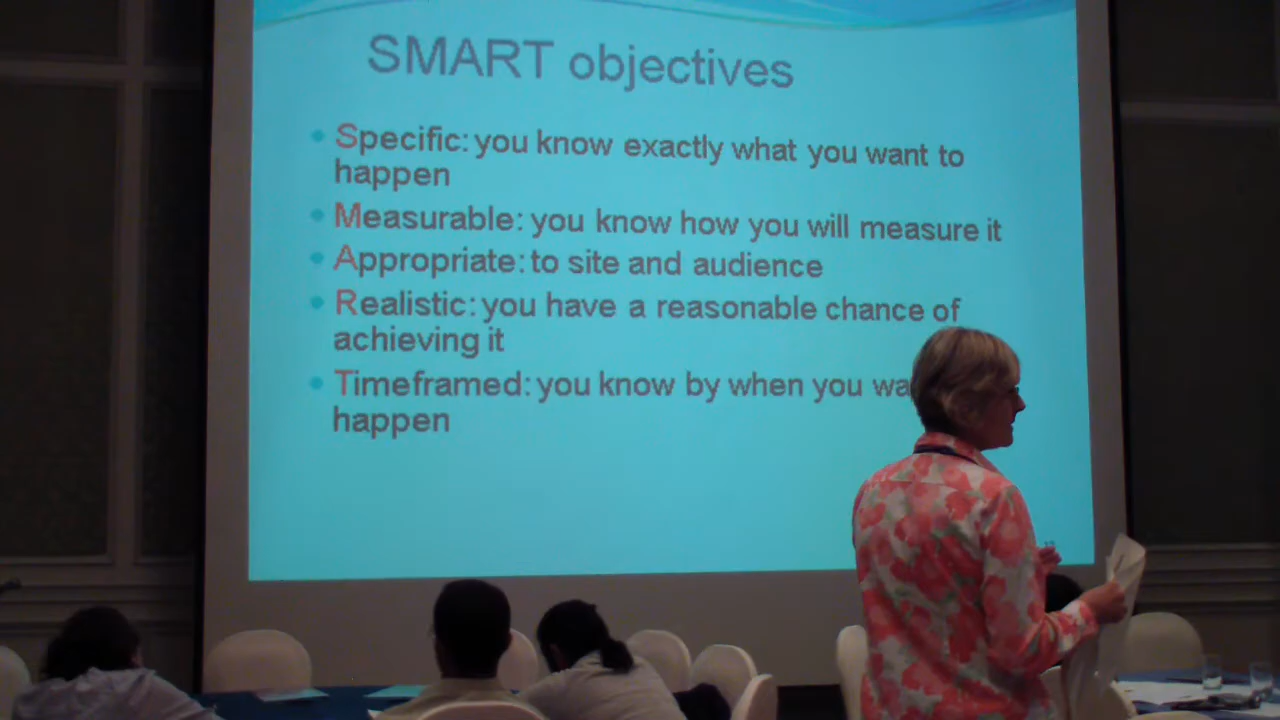 SMART objectives
Specific: you know exactly what you want to
happen
Measurable: you know how you will measure it
Appropriate: to site and audience
Realistic: you have a reasonable chance of
achieving it
Timeframed: you know by when you
happen